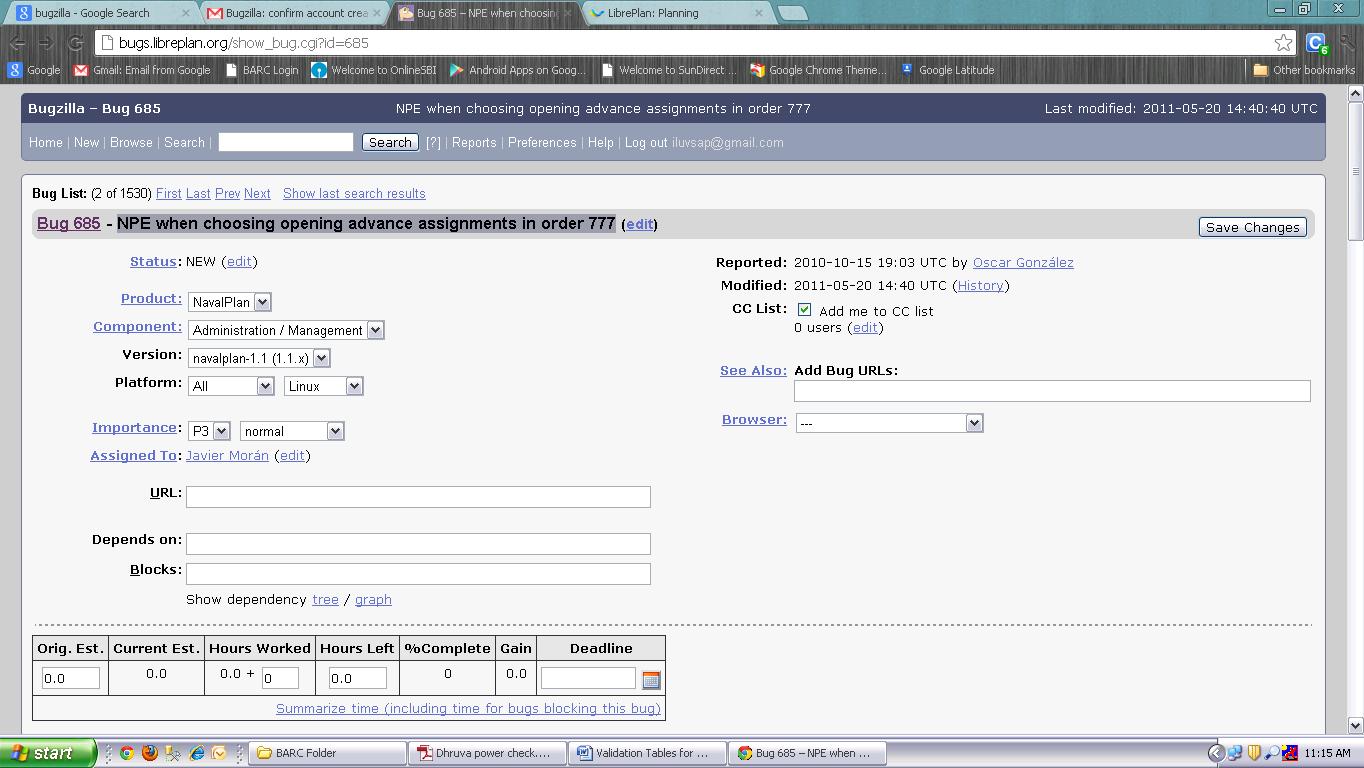 bugzilla - Google Search Bugzilla: confirm account crea Bug 685 – NPE when choosin LibrePlan: Planning
bugs.libreplan.org/show_bug.cgi?id=685
Google Gmail: Email from Google BARC Login Welcome to OnlineSBI Android Apps on Goog... Welcome to SunDirect ... Google Chrome Theme... Google Latitude Other bookmarks
Bugzilla – Bug 685 NPE when choosing opening advance assignments in order 777 Last modified: 2011-05-20 14:40:40 UTC
Home | New | Browse | Search | Search [?] | Reports | Preferences | Help | Log out iluvsap@gmail.com
Bug List: (2 of 1530) First Last Prev Next Show last search results
Bug 685 - NPE when choosing opening advance assignments in order 777 (edit) Save Changes
Status: NEW (edit) Reported: 2010-10-15 19:03 UTC by Oscar González
Modified: 2011-05-20 14:40 UTC (History)
Product: NavalPlan CC List: Add me to CC list
Component: Administration / Management 0 users (edit)
Version: navalplan-1.1 (1.1.x)
Platform: All Linux See Also: Add Bug URLs:
Importance: P3 normal Browser: ---
Assigned To: Javier Morán (edit)
URL:
Depends on:
Blocks:
Show dependency tree / graph
Orig. Est. Current Est. Hours Worked Hours Left %Complete Gain Deadline
0.0 0.0 0.0 + 0 0.0 0 0.0
Summarize time (including time for bugs blocking this bug)
start BARC Folder Dhruva power check.... Validation Tables for ... Bug 685 – NPE when ... 11:15 AM